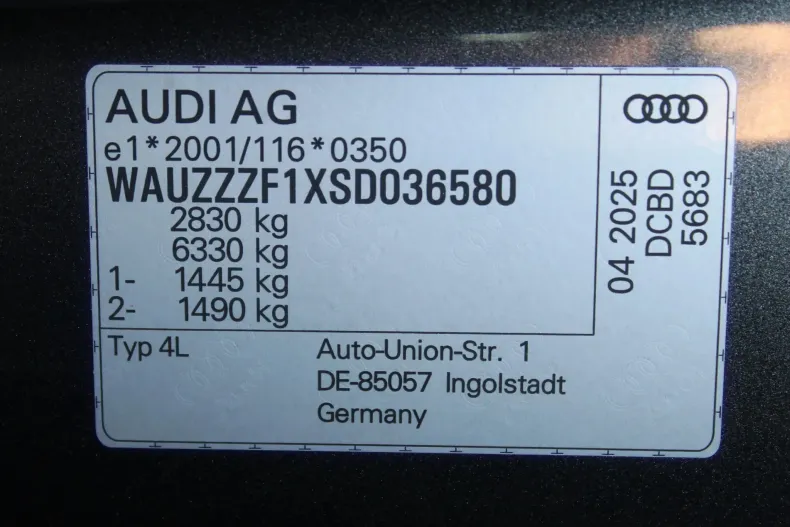 AUDI AG
e1*2001/116*0350
WAUZZZF1XSD036580
2830 kg
6330 kg
1- 1445 kg
2- 1490 kg
Typ 4L
Auto-Union-Str. 1
DE-85057 Ingolstadt
Germany
04 2025
DCBD
5683